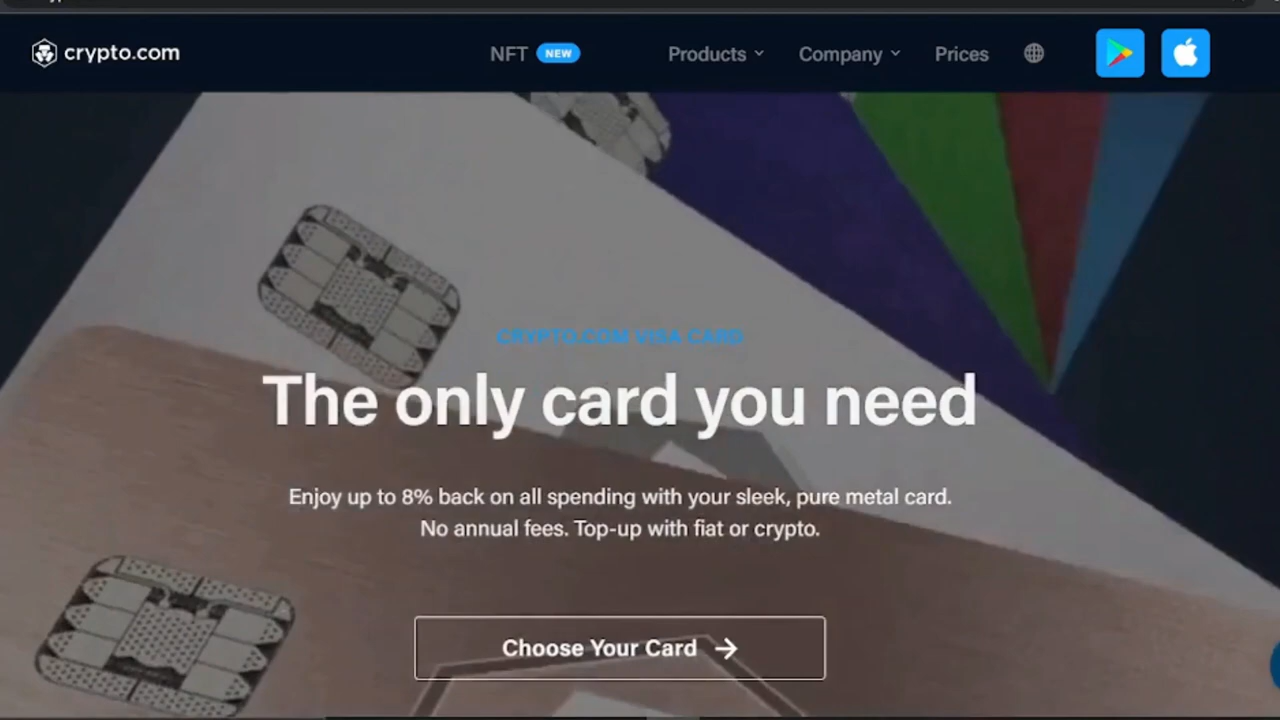 crypto.com
NFT NEW Products Company Prices
CRYPTO.COM VISA CARD
The only card you need
Enjoy up to 8% back on all spending with your sleek, pure metal card.
No annual fees. Top-up with fiat or crypto.
Choose Your Card →